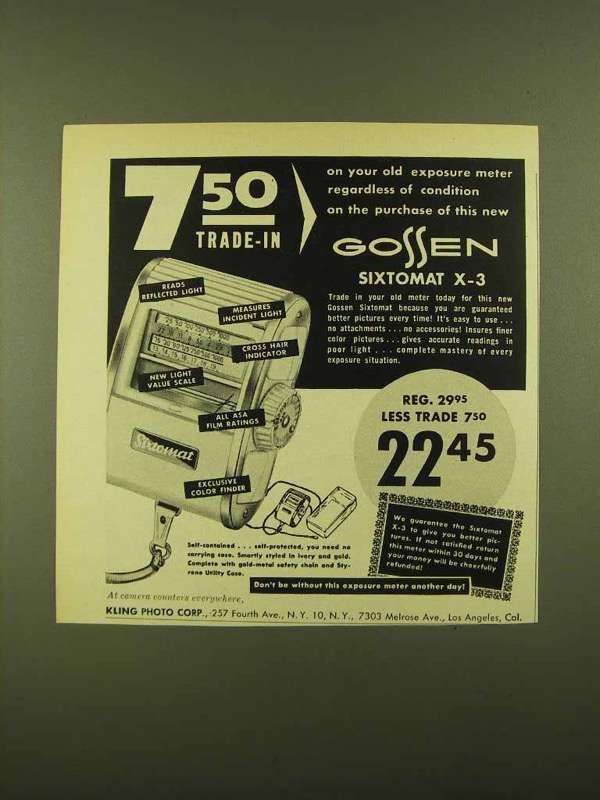 7 50
TRADE-IN
on your old exposure meter
regardless of condition
on the purchase of this new
GOSSEN
SIXTOMAT X-3
Trade in your old meter today for this new
Gossen Sixtomat because you are guaranteed
better pictures every time! It's easy to use . . .
no attachments . . . no accessories! Insures finer
color pictures . . . gives accurate readings in
poor light . . . complete mastery of every
exposure situation.
READS
REFLECTED LIGHT
MEASURES
INCIDENT LIGHT
CROSS HAIR
INDICATOR
NEW LIGHT
VALUE SCALE
ALL ASA
FILM RATINGS
Sixtomat
EXCLUSIVE
COLOR FINDER
REG. 29 95
LESS TRADE 7 50
22 45
We guarantee the Sixtomat
X-3 to give you better pic-
tures. If not satisfied return
this meter within 30 days and
your money will be cheerfully
refunded!
Self-contained . . . self-protected, you need no
carrying case. Smartly styled in ivory and gold.
Complete with gold-metal safety chain and Sty-
rene Utility Case.
Don't be without this exposure meter another day!
At camera counters everywhere.
KLING PHOTO CORP., 257 Fourth Ave., N. Y. 10, N. Y., 7303 Melrose Ave., Los Angeles, Cal.